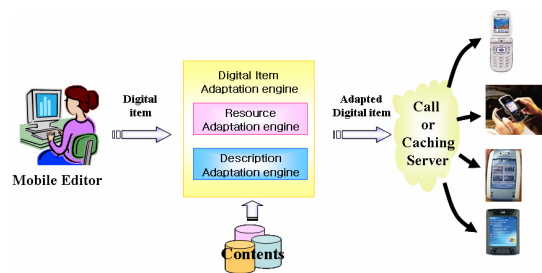 Digital
item
Mobile Editor
Digital Item
Adaptation engine
Resource
Adaptation engine
Description
Adaptation engine
Contents
Adapted
Digital item
Call
or
Caching
Server